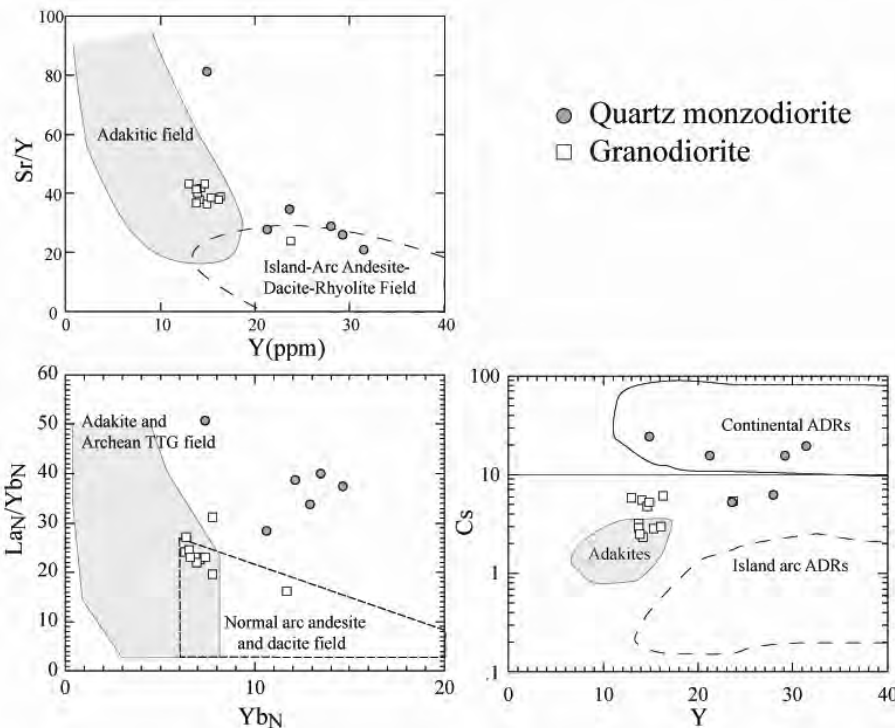 100
80
60
40
20
0
Sr/Y
Adakitic field
Island-Arc Andesite-
Dacite-Rhyolite Field
0 10 20 30 40
Y(ppm)
Quartz monzodiorite
Granodiorite
60
50
40
30
20
10
0
LaN/YbN
Adakite and
Archean TTG field
Normal arc andesite
and dacite field
0 10 20
YbN
100
10
1
.1
Cs
Continental ADRs
Adakites
Island arc ADRs
0 10 20 30 40
Y